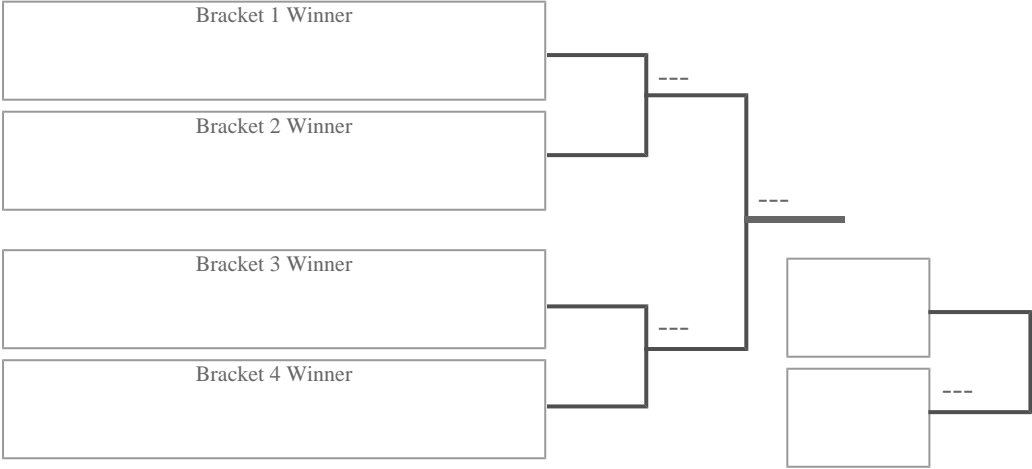 Bracket 1 Winner
---
Bracket 2 Winner
---
Bracket 3 Winner
---
Bracket 4 Winner
---